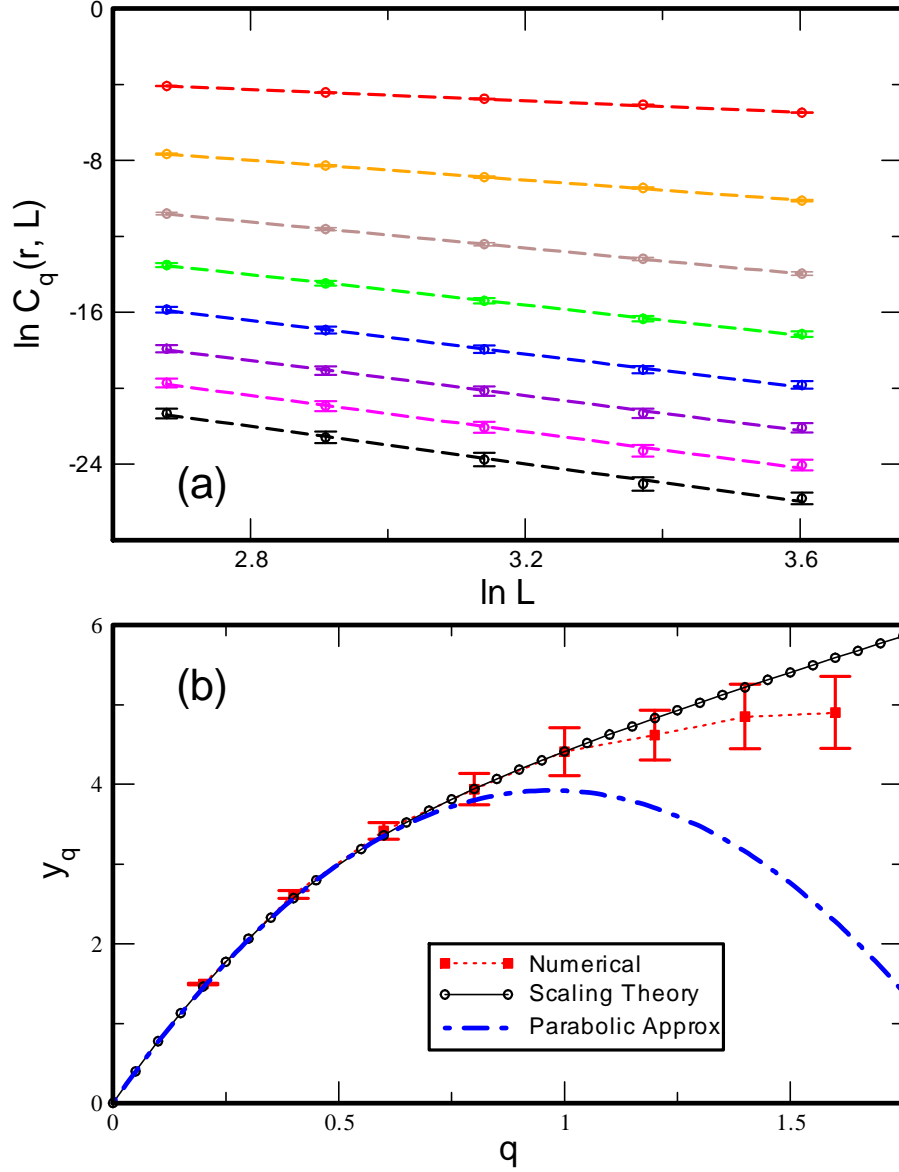 0
-8
-16
-24
ln C_q(r, L)
(a)
2.8
3.2
3.6
ln L
6
4
2
0
y_q
(b)
Numerical
Scaling Theory
Parabolic Approx
0
0.5
1
1.5
q